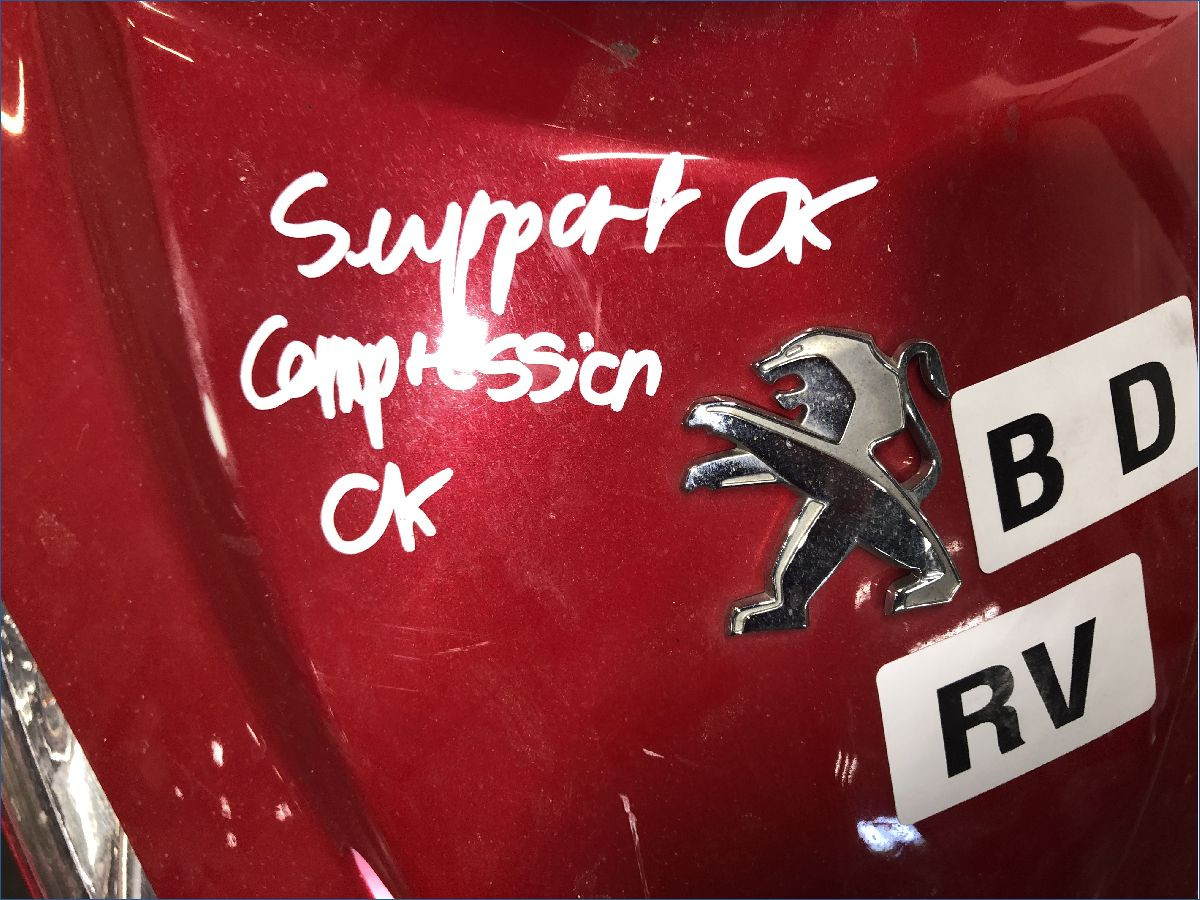 Support OK
Compression
OK
B D
RV